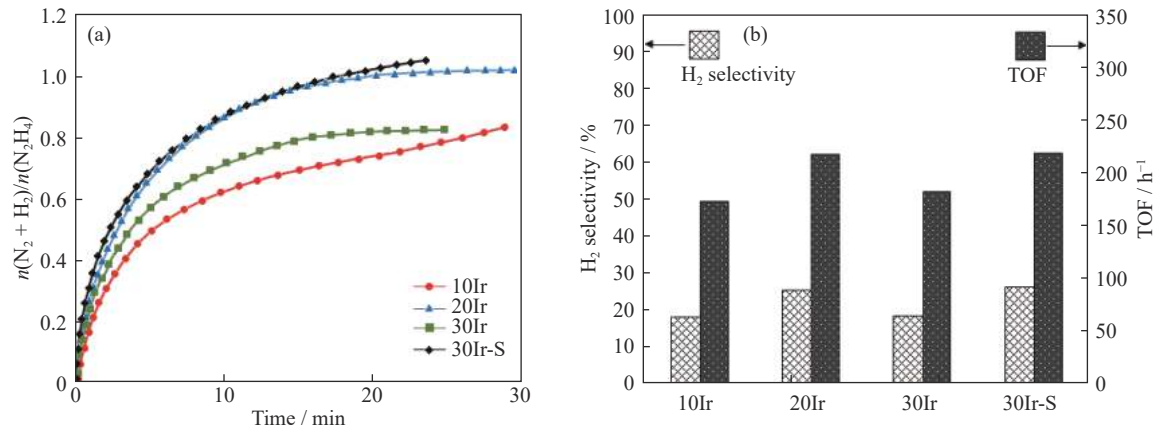 (a)
1.2
1.0
0.8
0.6
0.4
0.2
0
n(N₂ + H₂)/n(N₂H₄)
10Ir
20Ir
30Ir
30Ir-S
10 20 30
Time / min
(b)
100
90
80
70
60
50
40
30
20
10
0
H₂ selectivity / %
H₂ selectivity
TOF
350
300
250
200
150
100
50
0
TOF / h⁻¹
10Ir 20Ir 30Ir 30Ir-S